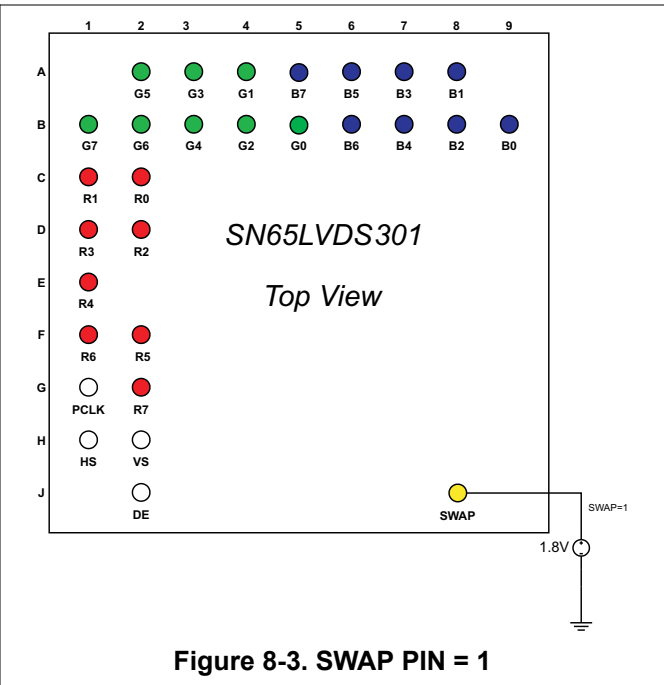 1 2 3 4 5 6 7 8 9
A
G5 G3 G1 B7 B5 B3 B1
B
G7 G6 G4 G2 G0 B6 B4 B2 B0
C
R1 R0
D
R3 R2
SN65LVDS301
E
R4
Top View
F
R6 R5
G
PCLK R7
H
HS VS
J
DE SWAP
SWAP=1
1.8V
Figure 8-3. SWAP PIN = 1